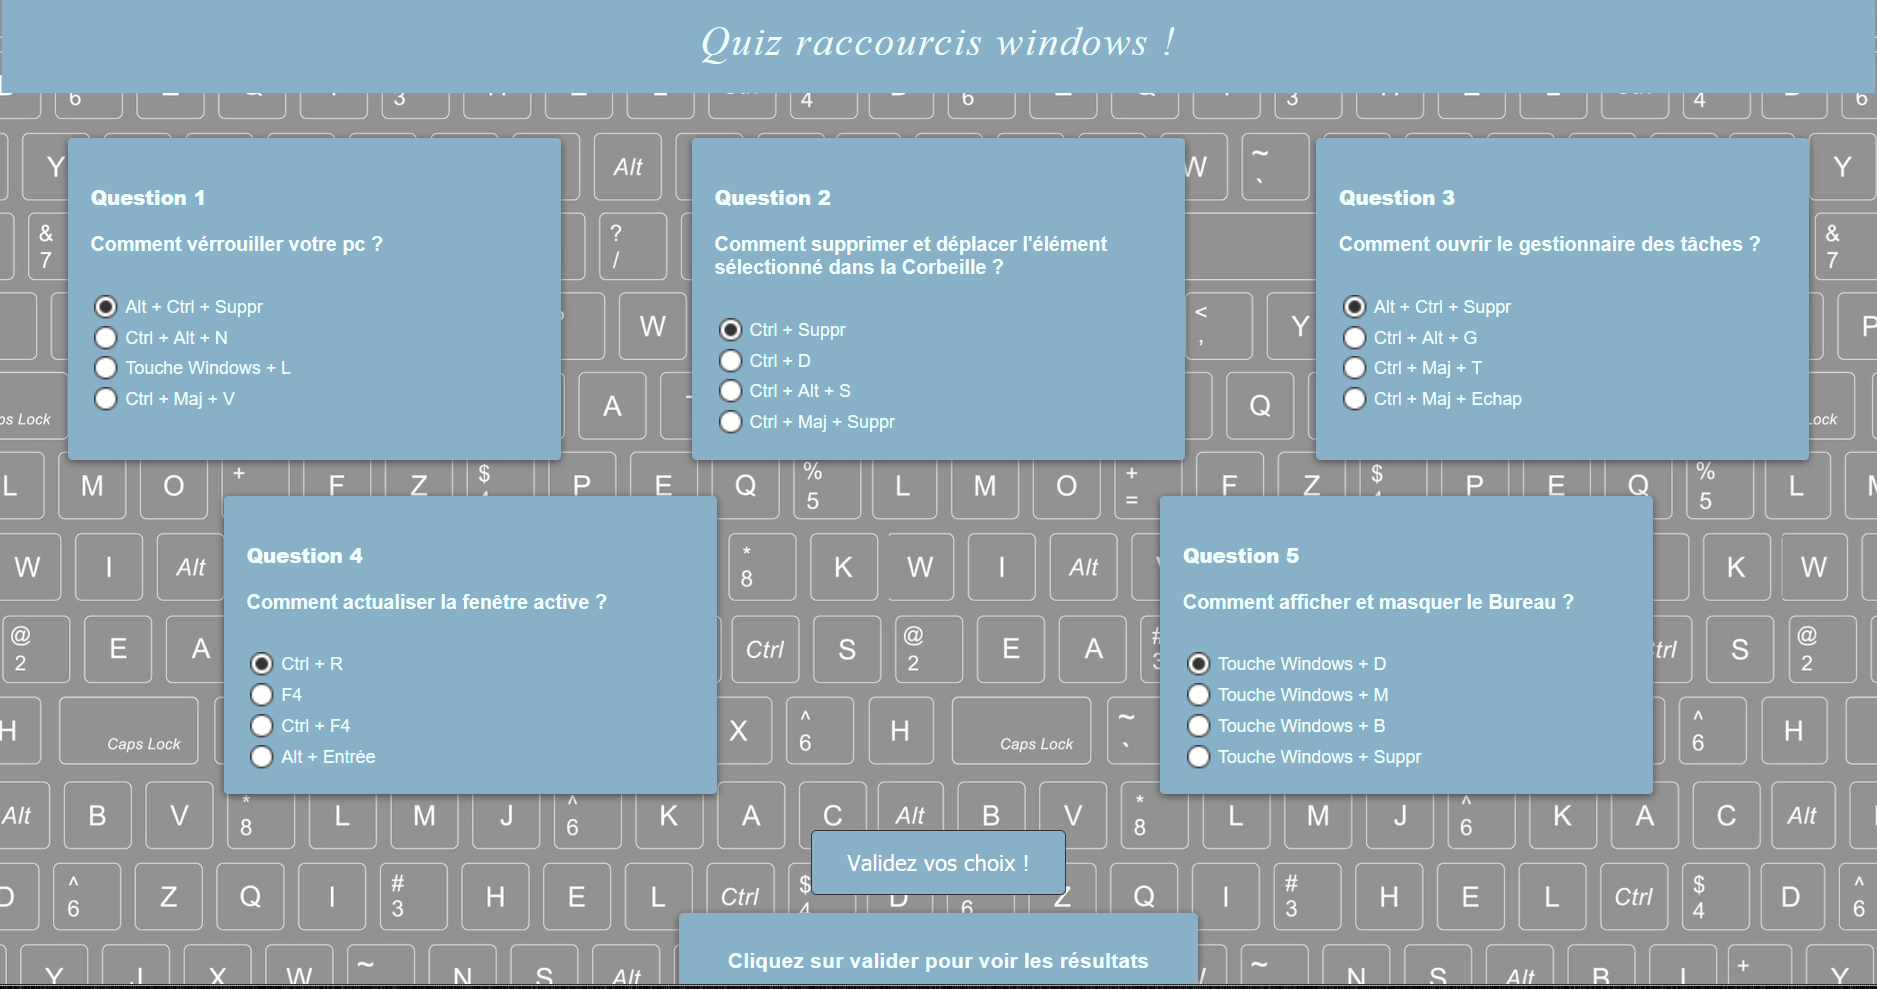 Quiz raccourcis windows !
Question 1
Comment vérrouiller votre pc ?
Alt + Ctrl + Suppr
Ctrl + Alt + N
Touche Windows + L
Ctrl + Maj + V
Question 2
Comment supprimer et déplacer l'élément
sélectionné dans la Corbeille ?
Ctrl + Suppr
Ctrl + D
Ctrl + Alt + S
Ctrl + Maj + Suppr
Question 3
Comment ouvrir le gestionnaire des tâches ?
Alt + Ctrl + Suppr
Ctrl + Alt + G
Ctrl + Maj + T
Ctrl + Maj + Echap
Question 4
Comment actualiser la fenêtre active ?
Ctrl + R
F4
Ctrl + F4
Alt + Entrée
Question 5
Comment afficher et masquer le Bureau ?
Touche Windows + D
Touche Windows + M
Touche Windows + B
Touche Windows + Suppr
Validez vos choix !
Cliquez sur valider pour voir les résultats